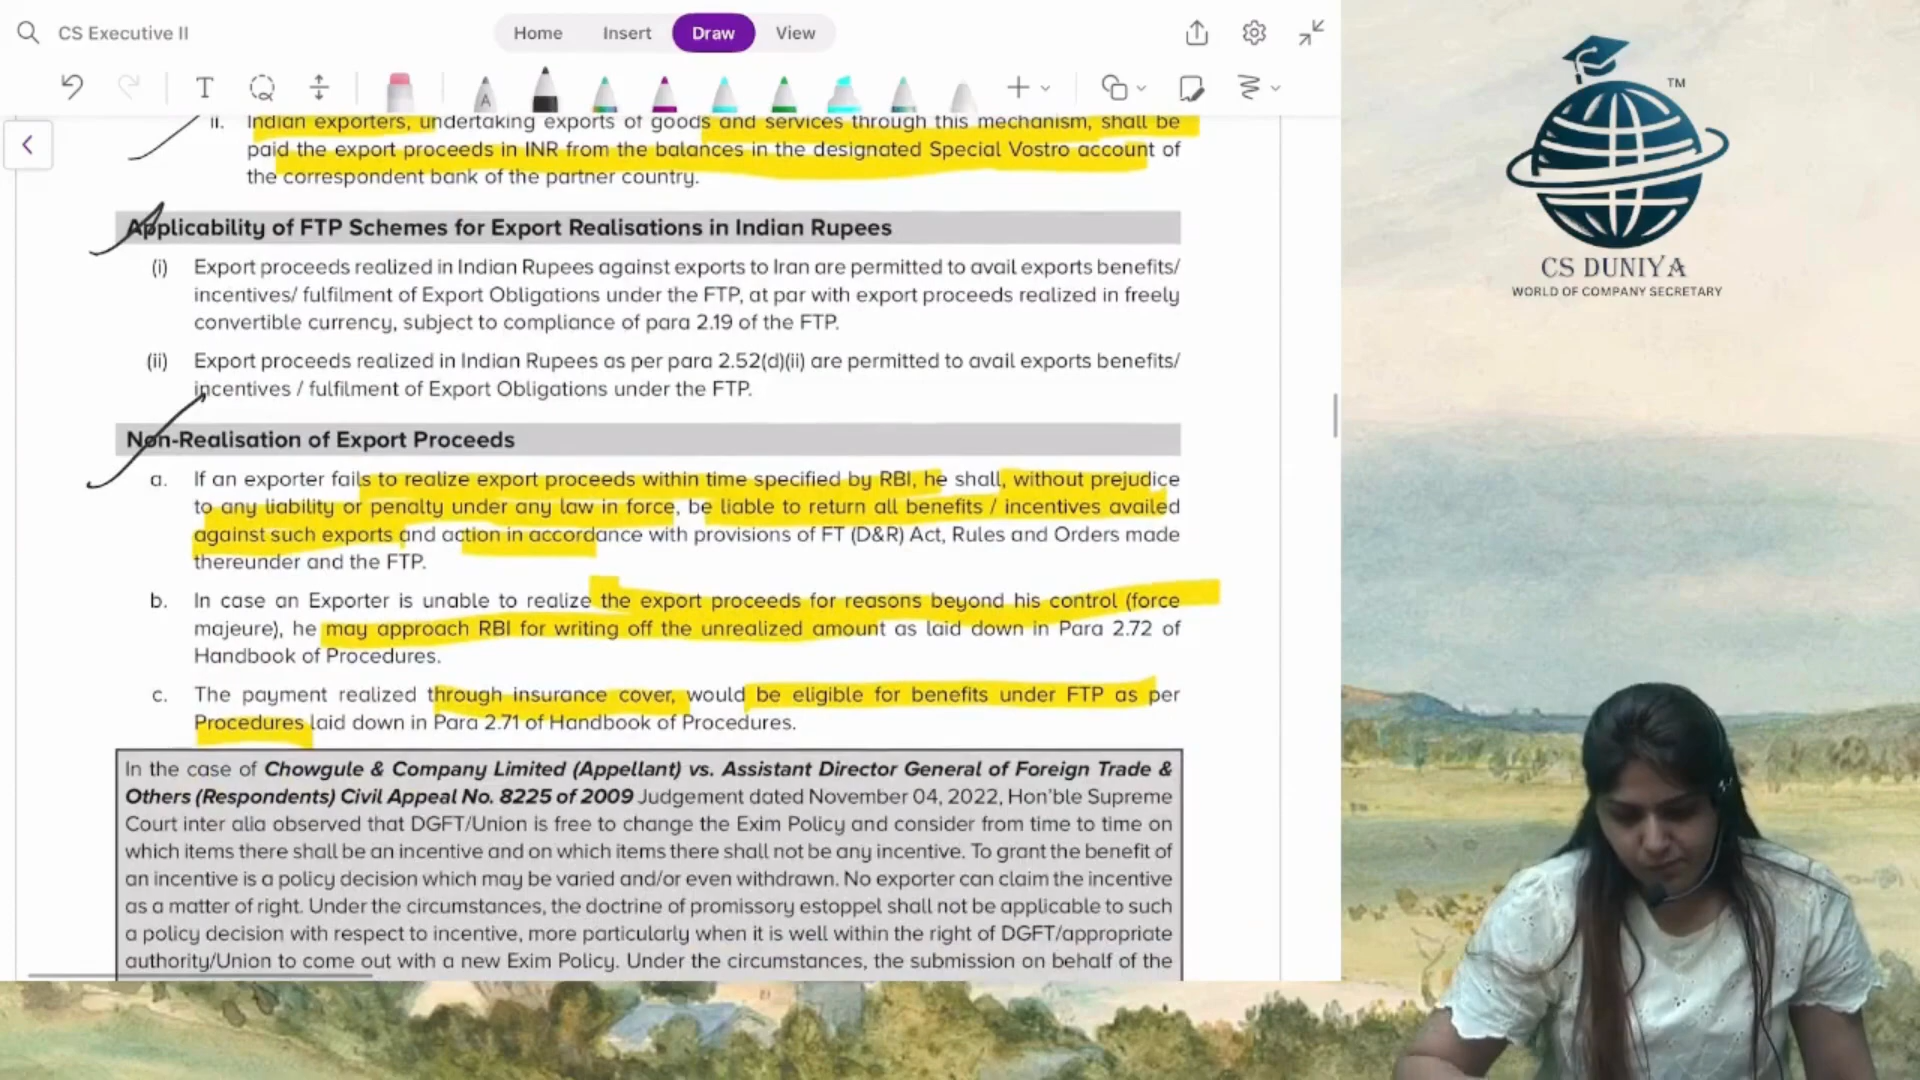 CS Executive II
Home
Insert
Draw
View
ii. Indian exporters, undertaking exports of goods and services through this mechanism, shall be
paid the export proceeds in INR from the balances in the designated Special Vostro account of
the correspondent bank of the partner country.
Applicability of FTP Schemes for Export Realisations in Indian Rupees
(i) Export proceeds realized in Indian Rupees against exports to Iran are permitted to avail exports benefits/
incentives/ fulfilment of Export Obligations under the FTP, at par with export proceeds realized in freely
convertible currency, subject to compliance of para 2.19 of the FTP.
(ii) Export proceeds realized in Indian Rupees as per para 2.52(d)(ii) are permitted to avail exports benefits/
incentives / fulfilment of Export Obligations under the FTP.
Non-Realisation of Export Proceeds
a. If an exporter fails to realize export proceeds within time specified by RBI, he shall, without prejudice
to any liability or penalty under any law in force, be liable to return all benefits / incentives availed
against such exports and action in accordance with provisions of FT (D&R) Act, Rules and Orders made
thereunder and the FTP.
b. In case an Exporter is unable to realize the export proceeds for reasons beyond his control (force
majeure), he may approach RBI for writing off the unrealized amount as laid down in Para 2.72 of
Handbook of Procedures.
c. The payment realized through insurance cover, would be eligible for benefits under FTP as per
Procedures laid down in Para 2.71 of Handbook of Procedures.
In the case of Chowgule & Company Limited (Appellant) vs. Assistant Director General of Foreign Trade &
Others (Respondents) Civil Appeal No. 8225 of 2009 Judgement dated November 04, 2022, Hon'ble Supreme
Court inter alia observed that DGFT/Union is free to change the Exim Policy and consider from time to time on
which items there shall be an incentive and on which items there shall not be any incentive. To grant the benefit of
an incentive is a policy decision which may be varied and/or even withdrawn. No exporter can claim the incentive
as a matter of right. Under the circumstances, the doctrine of promissory estoppel shall not be applicable to such
a policy decision with respect to incentive, more particularly when it is well within the right of DGFT/appropriate
authority/Union to come out with a new Exim Policy. Under the circumstances, the submission on behalf of the
TM
CS DUNIYA
WORLD OF COMPANY SECRETARY